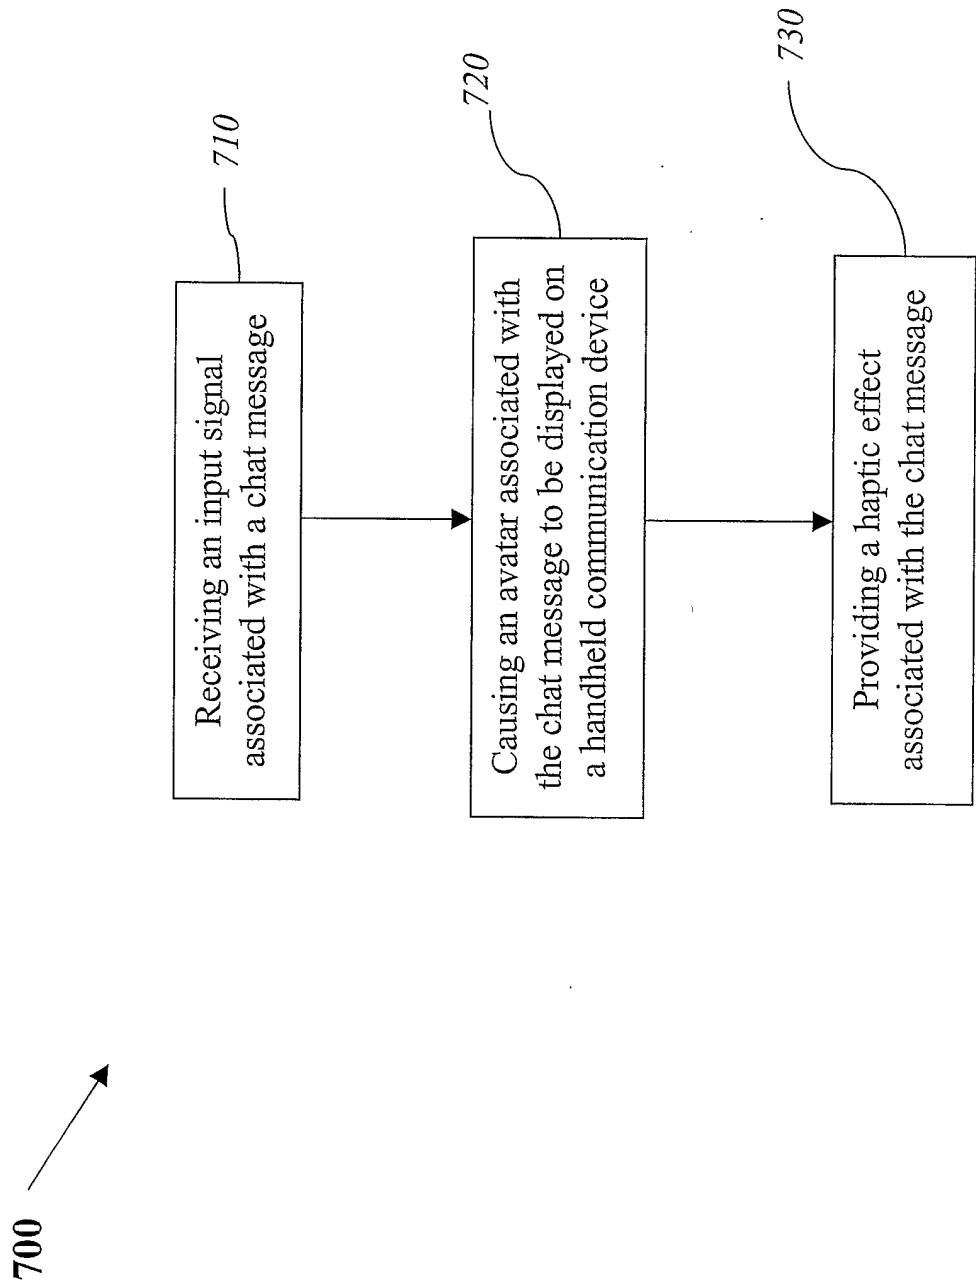 700
Receiving an input signal
associated with a chat message
710
Causing an avatar associated with
the chat message to be displayed on
a handheld communication device
720
Providing a haptic effect
associated with the chat message
730